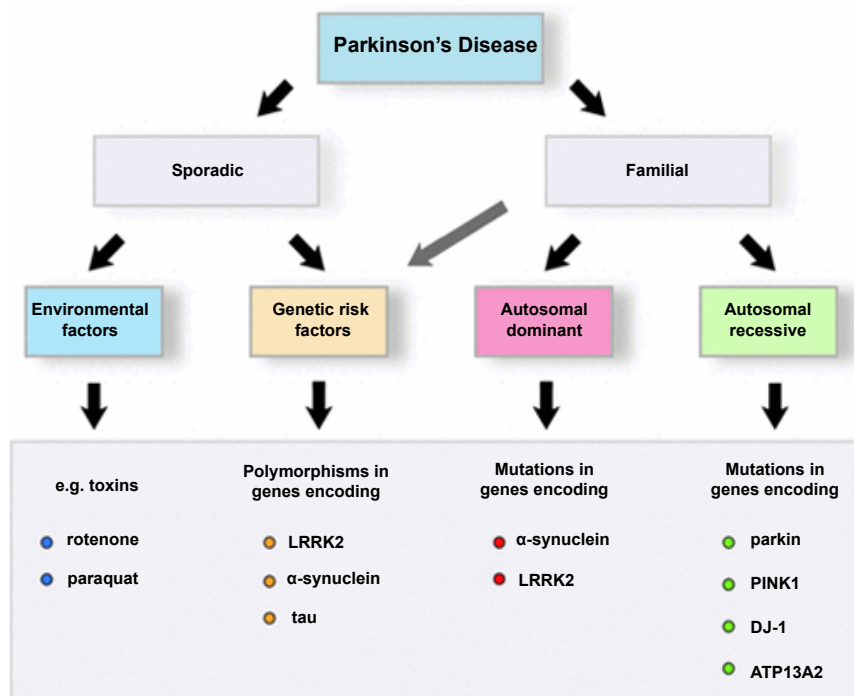 Parkinson's Disease
Sporadic
Familial
Environmental
factors
Genetic risk
factors
Autosomal
dominant
Autosomal
recessive
e.g. toxins
rotenone
paraquat
Polymorphisms in
genes encoding
LRRK2
α-synuclein
tau
Mutations in
genes encoding
α-synuclein
LRRK2
Mutations in
genes encoding
parkin
PINK1
DJ-1
ATP13A2